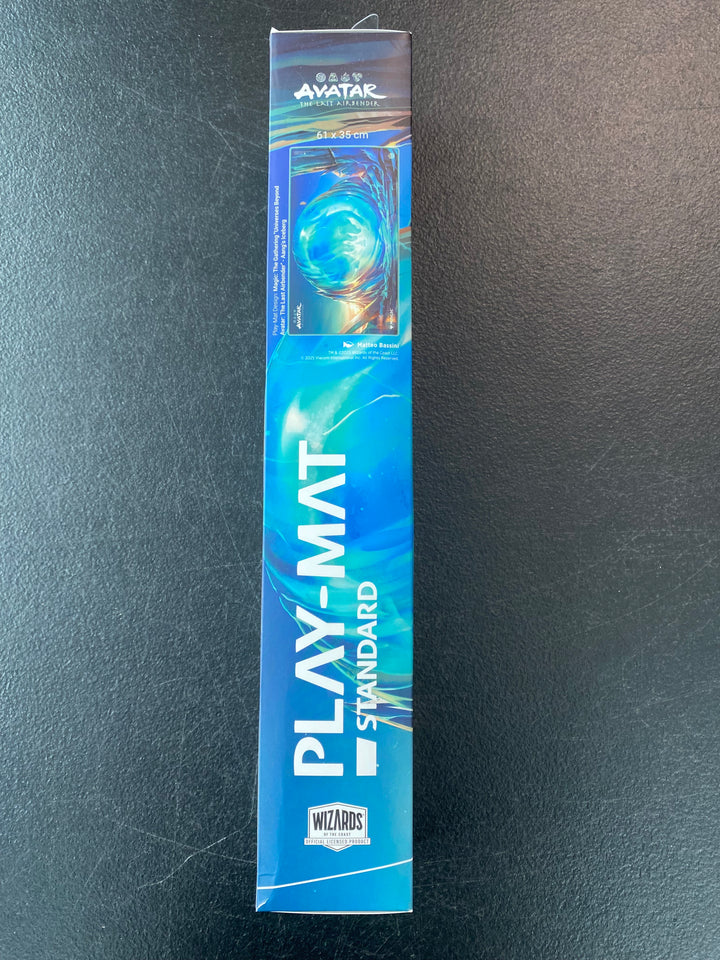 AVATAR
THE LAST AIRBENDER
61 x 35 cm
Play-Mat Design: Magic: The Gathering "Universes Beyond
Avatar: The Last Airbender" - Aang's Iceberg
AVATAR
Matteo Bassini
TM & ©2025 Wizards of the Coast LLC.
© 2025 Viacom International Inc. All Rights Reserved.
PLAY-MAT
STANDARD
WIZARDS
OF THE COAST
OFFICIAL LICENSED PRODUCT